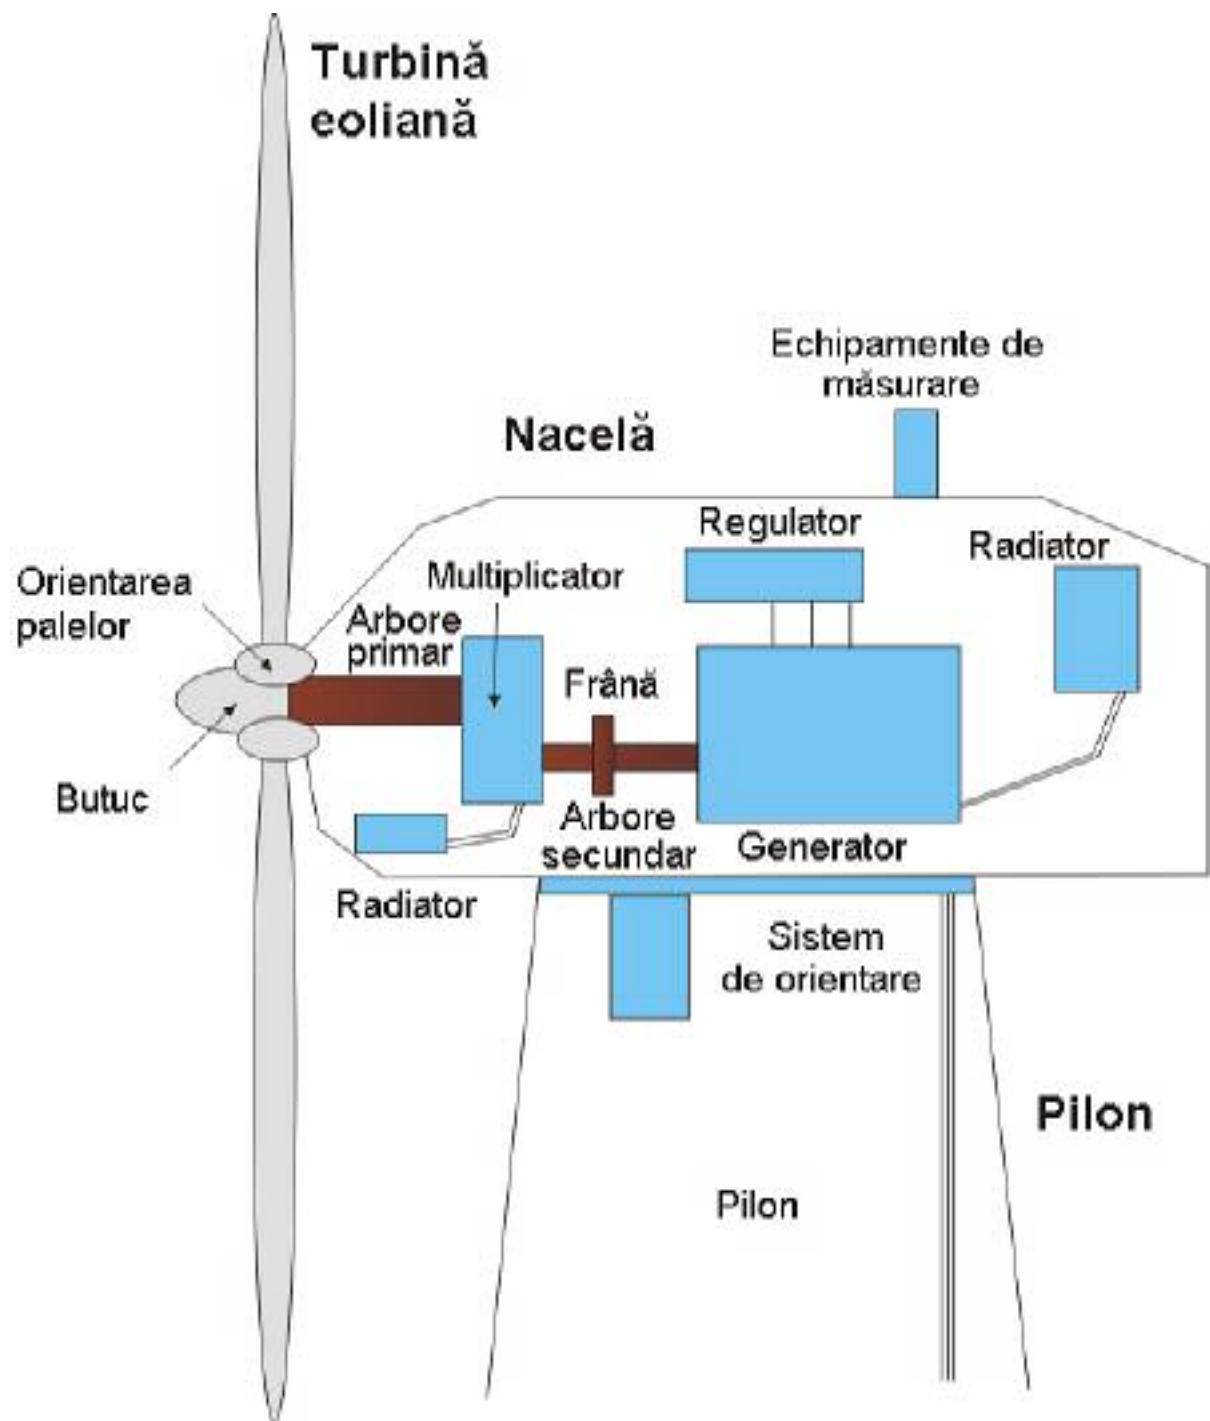 Turbină
eoliană
Echipamente de
măsurare
Nacelă
Regulator
Radiator
Multiplicator
Orientarea
palelor
Arbore
primar
Frână
Butuc
Arbore
secundar
Generator
Radiator
Sistem
de orientare
Pilon
Pilon